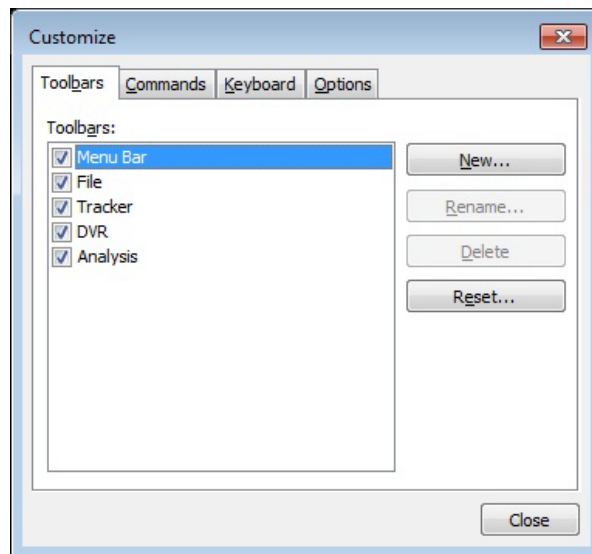 Customize
Toolbars Commands Keyboard Options
Toolbars:
Menu Bar New...
File
Tracker Rename...
DVR Delete
Analysis
Reset...
Close